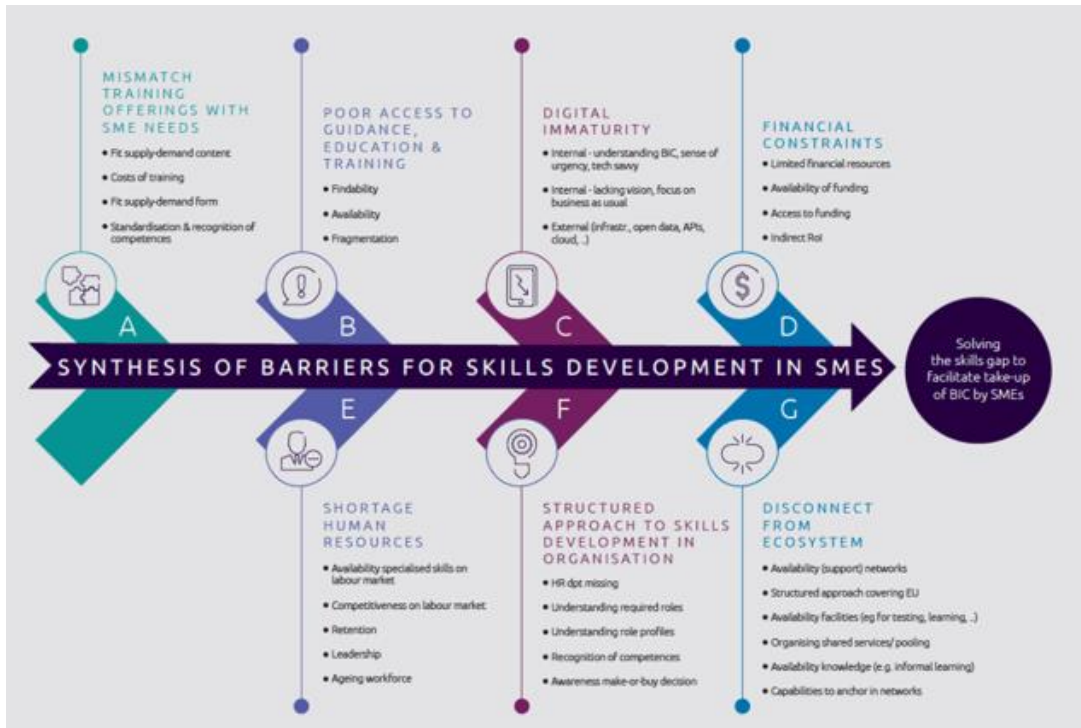 MISMATCH
TRAINING
OFFERINGS WITH
SME NEEDS
• Fit supply-demand content
• Costs of training
• Fit supply-demand form
• Standardisation & recognition of
competences
POOR ACCESS TO
GUIDANCE,
EDUCATION &
TRAINING
• Findability
• Availability
• Fragmentation
DIGITAL
IMMATURITY
• Internal - understanding BIC, sense of
urgency, tech savvy
• Internal - lacking vision, focus on
business as usual
• External (infrastr., open data, APIs,
cloud, ..)
FINANCIAL
CONSTRAINTS
• Limited financial resources
• Availability of funding
• Access to funding
• Indirect RoI
A
B
C
D
SYNTHESIS OF BARRIERS FOR SKILLS DEVELOPMENT IN SMES
Solving
the skills gap to
facilitate take-up
of BIC by SMEs
E
F
G
SHORTAGE
HUMAN
RESOURCES
• Availability specialised skills on
labour market
• Competitiveness on labour market
• Retention
• Leadership
• Ageing workforce
STRUCTURED
APPROACH TO SKILLS
DEVELOPMENT IN
ORGANISATION
• HR dpt missing
• Understanding required roles
• Understanding role profiles
• Recognition of competences
• Awareness make-or-buy decision
DISCONNECT
FROM
ECOSYSTEM
• Availability (support) networks
• Structured approach covering EU
• Availability facilities (eg for testing, learning, ..)
• Organising shared services/ pooling
• Availability knowledge (e.g. informal learning)
• Capabilities to anchor in networks